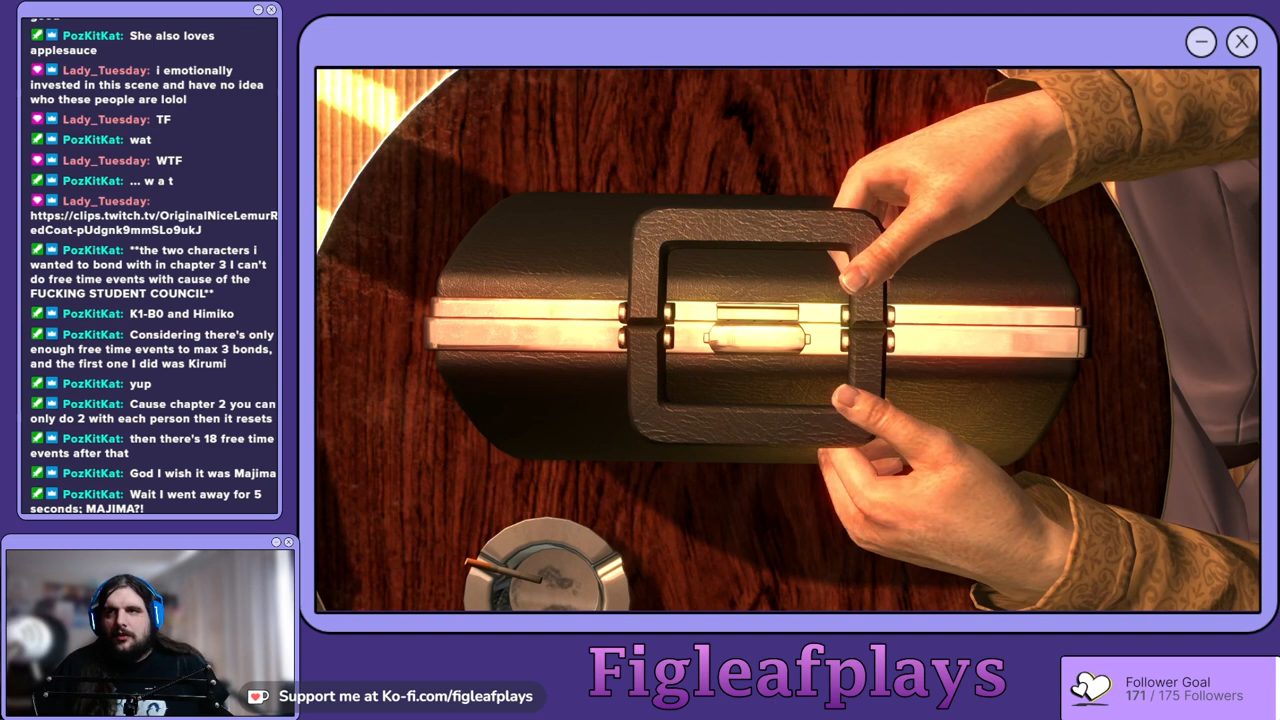 PozKitKat: She also loves
applesauce
Lady_Tuesday: i emotionally
invested in this scene and have no idea
who these people are lolol
Lady_Tuesday: TF
PozKitKat: wat
Lady_Tuesday: WTF
PozKitKat: ... w a t
Lady_Tuesday:
https://clips.twitch.tv/OriginalNiceLemurR
edCoat-pUdgnk9mmSLo9ukJ
PozKitKat: **the two characters i
wanted to bond with in chapter 3 I can't
do free time events with cause of the
FUCKING STUDENT COUNCIL**
PozKitKat: K1-B0 and Himiko
PozKitKat: Considering there's only
enough free time events to max 3 bonds,
and the first one I did was Kirumi
PozKitKat: yup
PozKitKat: Cause chapter 2 you can
only do 2 with each person then it resets
PozKitKat: then there's 18 free time
events after that
PozKitKat: God I wish it was Majima
PozKitKat: Wait I went away for 5
seconds; MAJIMA?!
Support me at Ko-fi.com/figleafplays
Figleafplays
Follower Goal
171 / 175 Followers